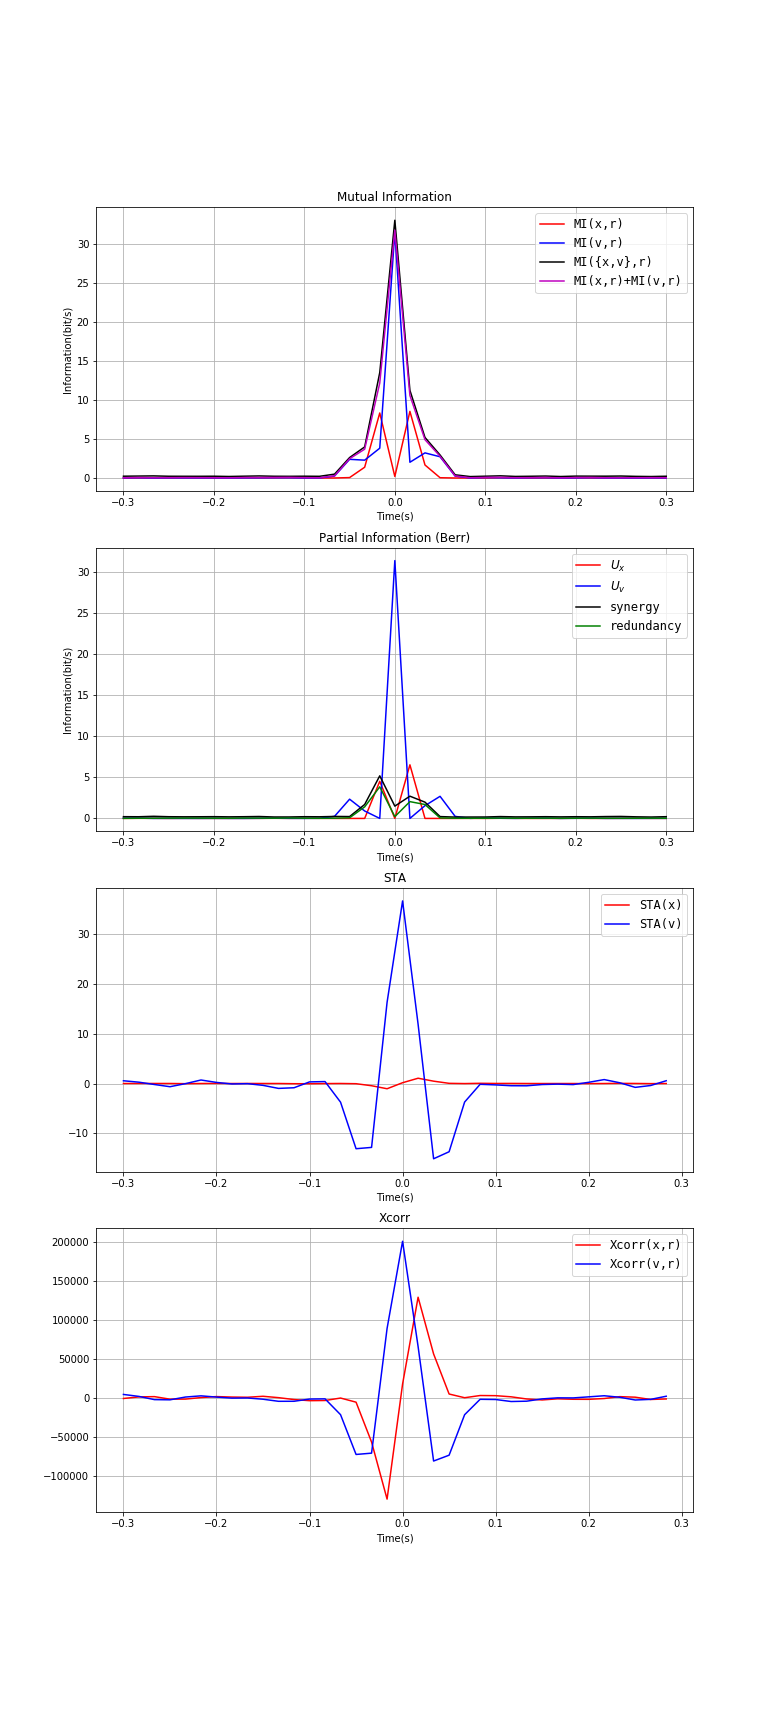 Mutual Information
MI(x,r)
MI(v,r)
MI({x,v},r)
MI(x,r)+MI(v,r)
Information(bit/s)
30
25
20
15
10
5
0
−0.3 −0.2 −0.1 0.0 0.1 0.2 0.3
Time(s)
Partial Information (Berr)
Ux
Uv
synergy
redundancy
Information(bit/s)
30
25
20
15
10
5
0
−0.3 −0.2 −0.1 0.0 0.1 0.2 0.3
Time(s)
STA
STA(x)
STA(v)
30
20
10
0
−10
−0.3 −0.2 −0.1 0.0 0.1 0.2 0.3
Time(s)
Xcorr
Xcorr(x,r)
Xcorr(v,r)
200000
150000
100000
50000
0
−50000
−100000
−0.3 −0.2 −0.1 0.0 0.1 0.2 0.3
Time(s)